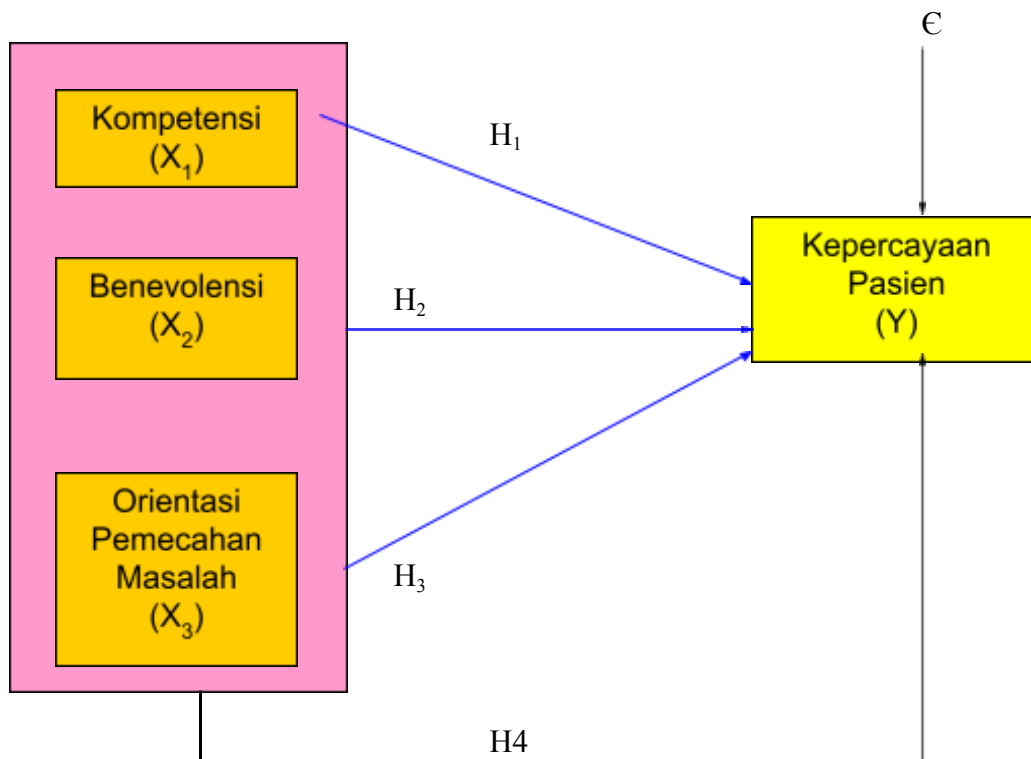 Є
Kompetensi
(X₁)
H₁
Kepercayaan
Pasien
(Y)
Benevolensi
(X₂)
H₂
Orientasi
Pemecahan
Masalah
(X₃)
H₃
H4